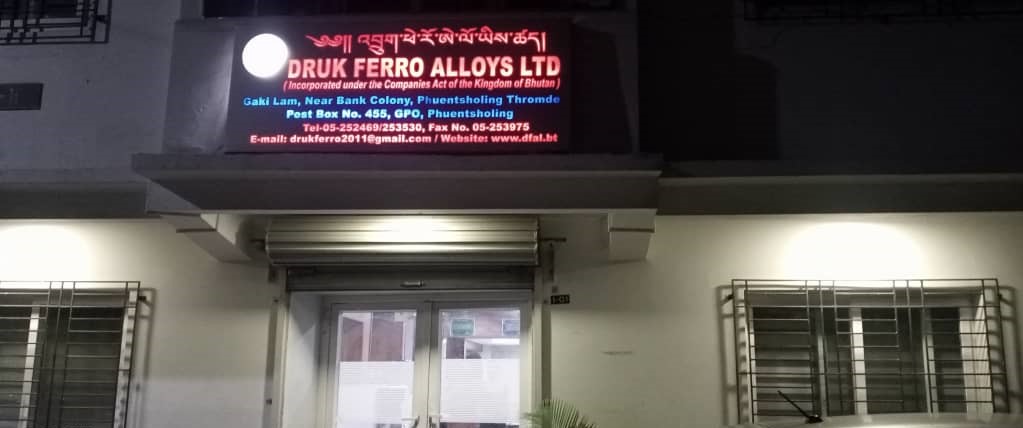 ༄༅།། འབྲུག་ཕེ་རོ་ཨེ་ལོ་ཡིས་ཚད།
DRUK FERRO ALLOYS LTD
( Incorporated under the Companies Act of the Kingdom of Bhutan )
Gaki Lam, Near Bank Colony, Phuentsholing Thromde
Post Box No. 455, GPO, Phuentsholing
Tel-05-252469/253530, Fax No. 05-253975
E-mail: drukferro2011@gmail.com / Website: www.dfal.bt